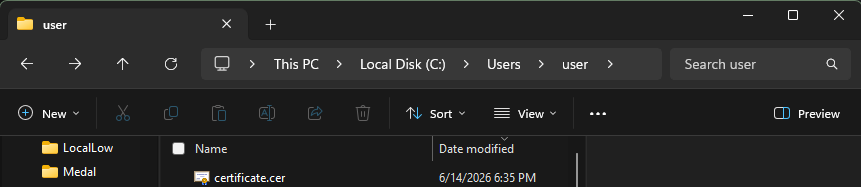 user
This PC Local Disk (C:) Users user Search user
New Sort View Preview
LocalLow Name Date modified
Medal certificate.cer 6/14/2026 6:35 PM